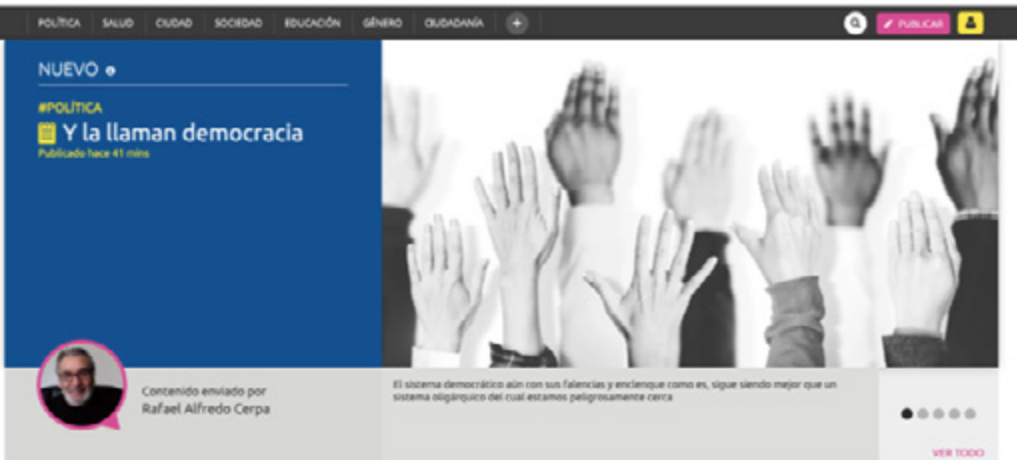 POLÍTICA SALUD CIUDAD SOCIEDAD EDUCACIÓN GÉNERO CIUDADANÍA +
PUBLICAR
NUEVO
#POLÍTICA
Y la llaman democracia
Publicado hace 41 mins
Contenido enviado por
Rafael Alfredo Cerpa
El sistema democrático aún con sus falencias y enclenque como es, sigue siendo mejor que un
sistema oligárquico del cual estamos peligrosamente cerca
VER TODO